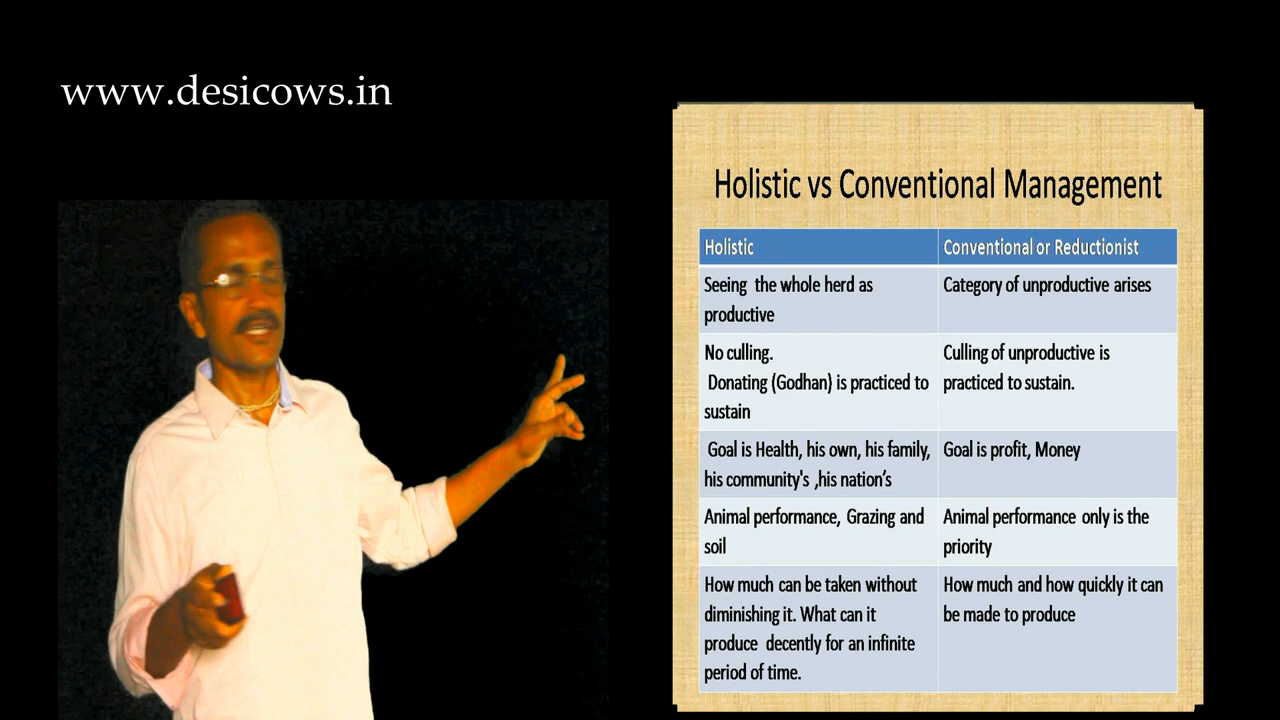 www.desicows.in
Holistic vs Conventional Management
Holistic
Conventional or Reductionist
Seeing the whole herd as
productive
Category of unproductive arises
No culling.
Donating (Godhan) is practiced to
sustain
Culling of unproductive is
practiced to sustain.
Goal is Health, his own, his family,
his community's ,his nation’s
Goal is profit, Money
Animal performance, Grazing and
soil
Animal performance only is the
priority
How much can be taken without
diminishing it. What can it
produce decently for an infinite
period of time.
How much and how quickly it can
be made to produce